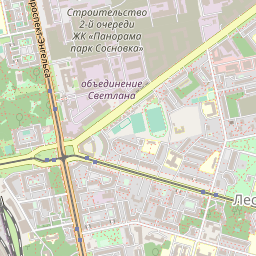 Строительство
2-й очереди
ЖК «Панорама
парк Сосновка»
проспект Энгельса
объединение
Светлана
Лес